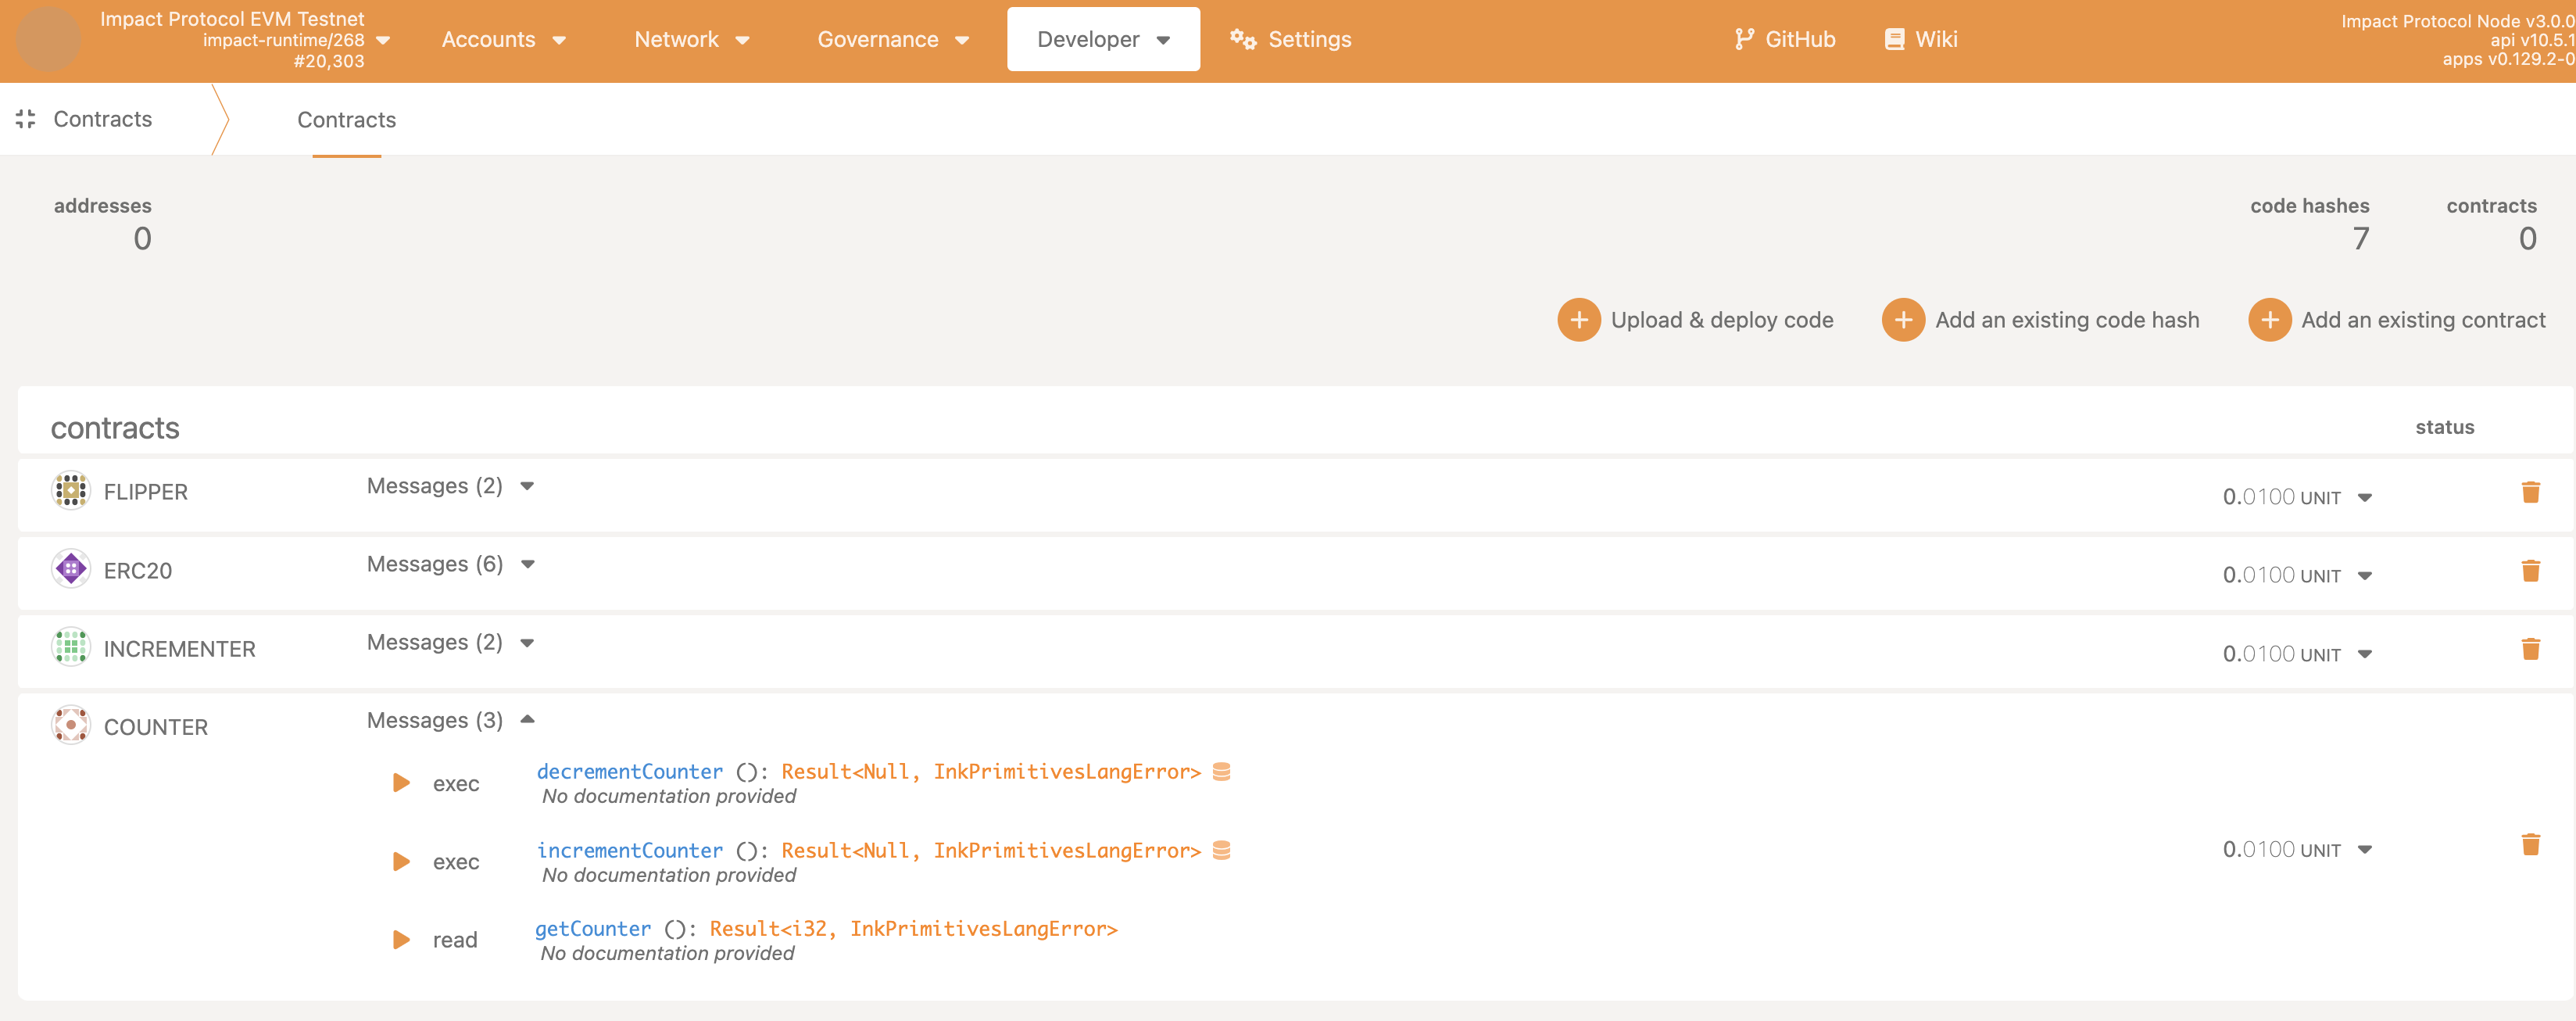 Impact Protocol EVM Testnet
impact-runtime/268
#20,303
Accounts
Network
Governance
Developer
Settings
GitHub
Wiki
Impact Protocol Node v3.0.0
api v10.5.1
apps v0.129.2-0
Contracts
Contracts
addresses
0
code hashes
7
contracts
0
Upload & deploy code
Add an existing code hash
Add an existing contract
contracts
status
FLIPPER
Messages (2)
0.0100 UNIT
ERC20
Messages (6)
0.0100 UNIT
INCREMENTER
Messages (2)
0.0100 UNIT
COUNTER
Messages (3)
exec
decrementCounter (): Result<Null, InkPrimitivesLangError>
No documentation provided
exec
incrementCounter (): Result<Null, InkPrimitivesLangError>
No documentation provided
0.0100 UNIT
read
getCounter (): Result<i32, InkPrimitivesLangError>
No documentation provided